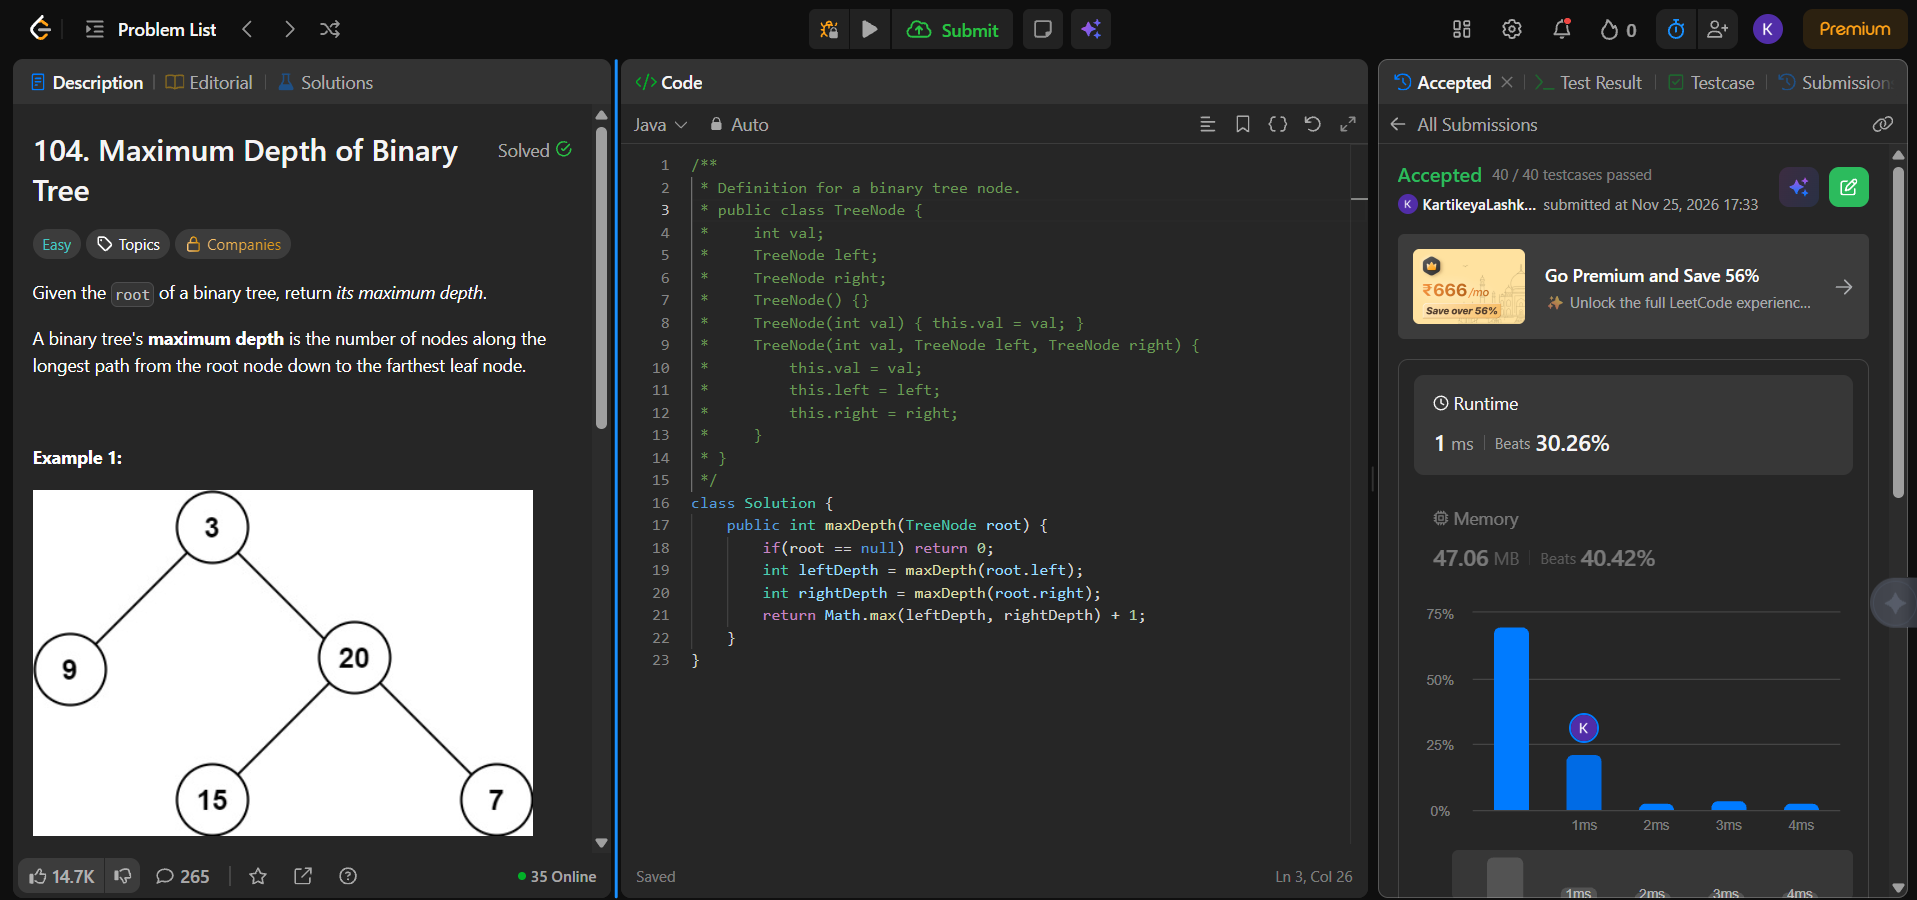 Problem List
Submit
0
K
Premium
Description
Editorial
Solutions
104. Maximum Depth of Binary
Tree
Solved
Easy
Topics
Companies
Given the root of a binary tree, return its maximum depth.
A binary tree's maximum depth is the number of nodes along the
longest path from the root node down to the farthest leaf node.
Example 1:
3
9
20
15
7
14.7K
265
35 Online
</> Code
Java
Auto
1 /**
2 * Definition for a binary tree node.
3 * public class TreeNode {
4 *     int val;
5 *     TreeNode left;
6 *     TreeNode right;
7 *     TreeNode() {}
8 *     TreeNode(int val) { this.val = val; }
9 *     TreeNode(int val, TreeNode left, TreeNode right) {
10 *         this.val = val;
11 *         this.left = left;
12 *         this.right = right;
13 *     }
14 * }
15 */
16 class Solution {
17     public int maxDepth(TreeNode root) {
18         if(root == null) return 0;
19         int leftDepth = maxDepth(root.left);
20         int rightDepth = maxDepth(root.right);
21         return Math.max(leftDepth, rightDepth) + 1;
22     }
23 }
Saved
Ln 3, Col 26
Accepted
Test Result
Testcase
Submission
All Submissions
Accepted 40 / 40 testcases passed
K KartikeyaLashk... submitted at Nov 25, 2026 17:33
₹666 /mo
Save over 56%
Go Premium and Save 56%
Unlock the full LeetCode experienc...
Runtime
1 ms Beats 30.26%
Memory
47.06 MB Beats 40.42%
75%
50%
25%
0%
K
1ms 2ms 3ms 4ms
1ms 2ms 3ms 4ms